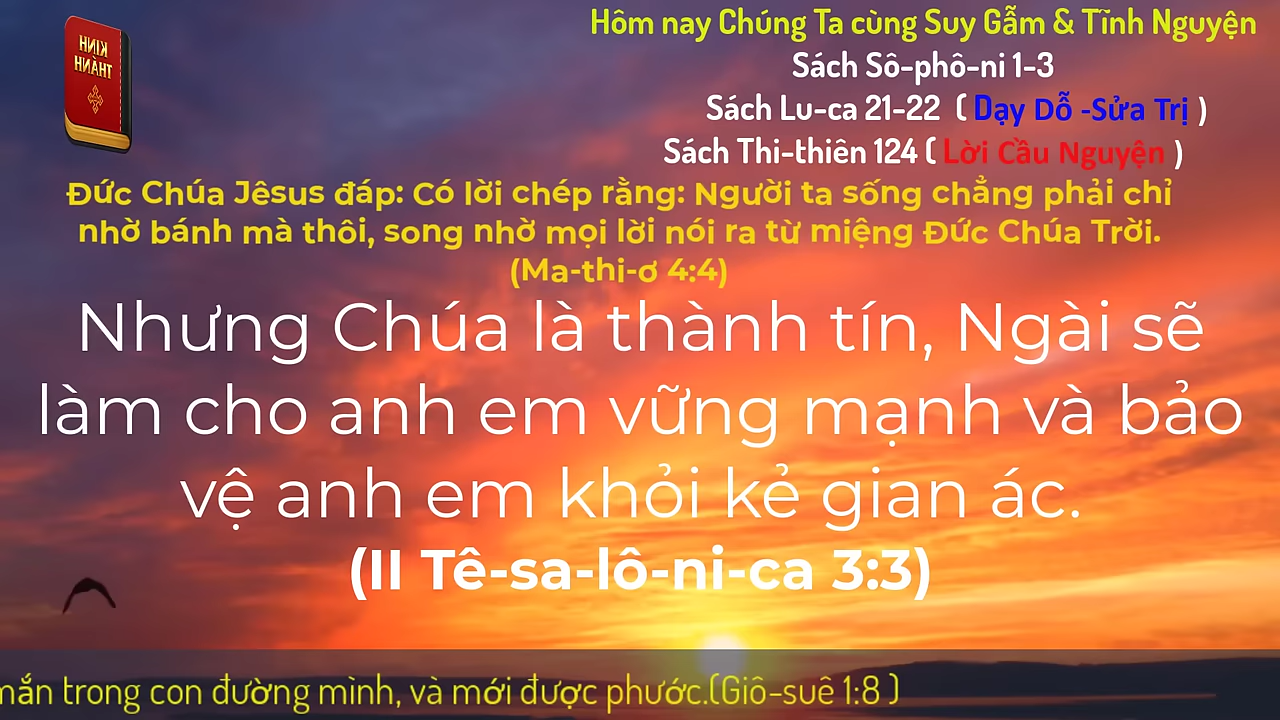 KINH
THÁNH
Hôm nay Chúng Ta cùng Suy Gẫm & Tĩnh Nguyện
Sách Sô-phô-ni 1-3
Sách Lu-ca 21-22 ( Dạy Dỗ -Sửa Trị )
Sách Thi-thiên 124 ( Lời Cầu Nguyện )
Đức Chúa Jêsus đáp: Có lời chép rằng: Người ta sống chẳng phải chỉ
nhờ bánh mà thôi, song nhờ mọi lời nói ra từ miệng Đức Chúa Trời.
(Ma-thi-ơ 4:4)
Nhưng Chúa là thành tín, Ngài sẽ
làm cho anh em vững mạnh và bảo
vệ anh em khỏi kẻ gian ác.
(II Tê-sa-lô-ni-ca 3:3)
mắn trong con đường mình, và mới được phước.(Giô-suê 1:8 )